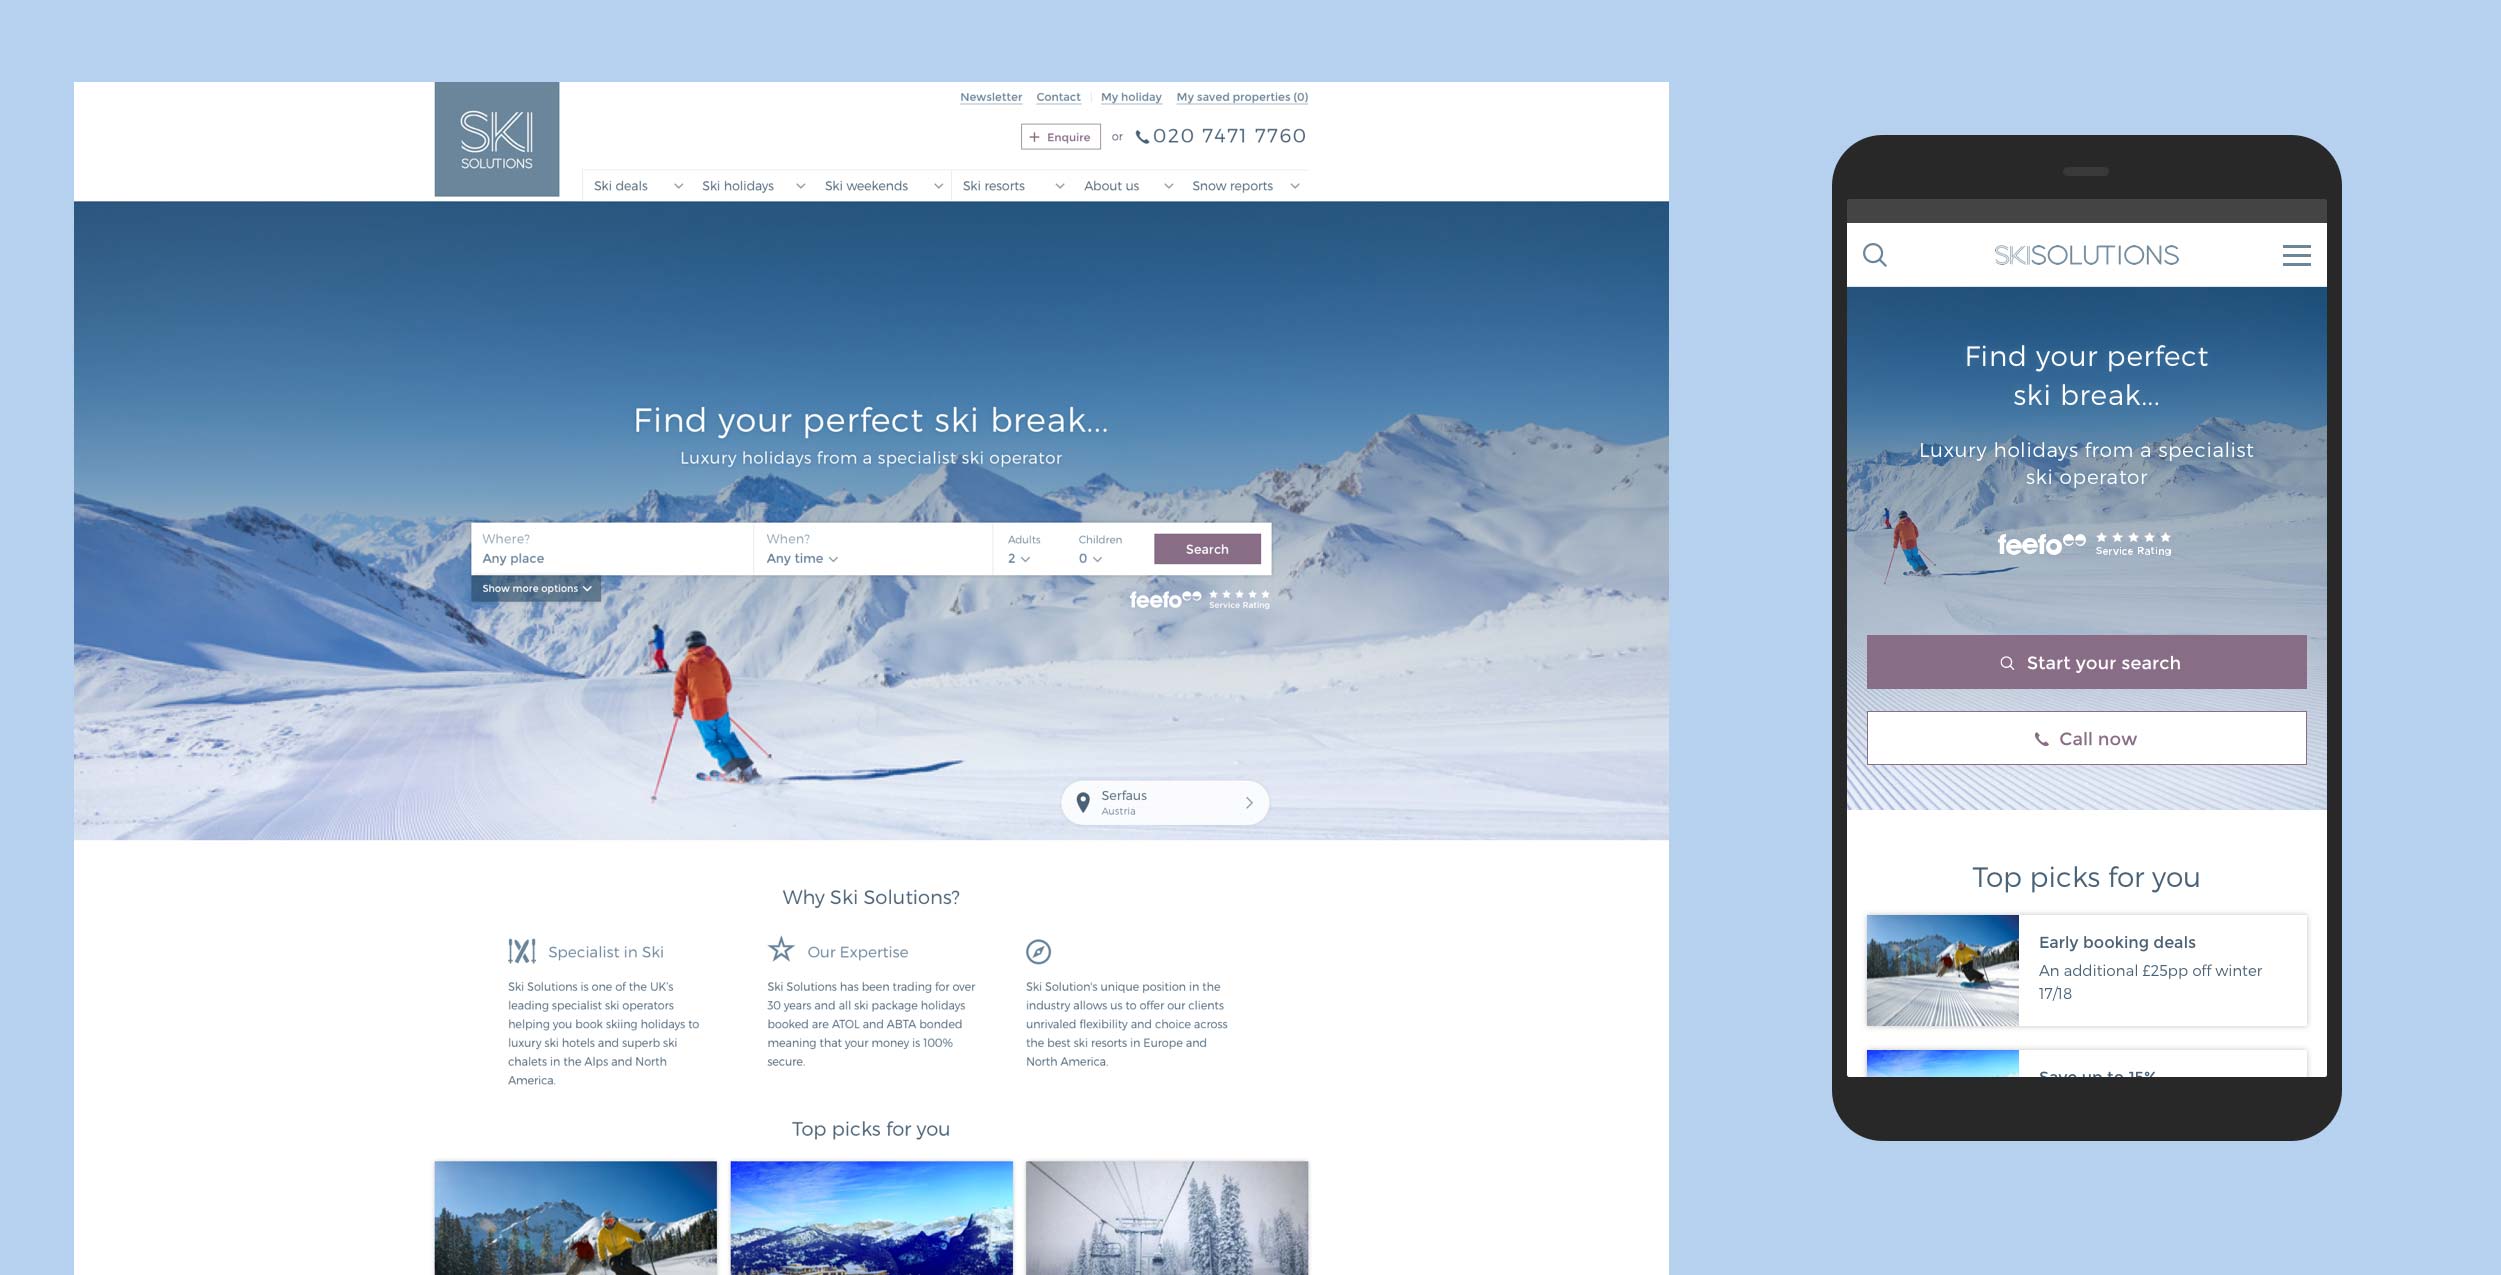 SKI
SOLUTIONS
Newsletter Contact My holiday My saved properties (0)
+ Enquire or 020 7471 7760
Ski deals Ski holidays Ski weekends Ski resorts About us Snow reports
Find your perfect ski break...
Luxury holidays from a specialist ski operator
Where? When? Adults Children
Any place Any time 2 0 Search
Show more options
feefo Service Rating
Serfaus
Austria
Why Ski Solutions?
Specialist in Ski
Ski Solutions is one of the UK's
leading specialist ski operators
helping you book skiing holidays to
luxury ski hotels and superb ski
chalets in the Alps and North
America.
Our Expertise
Ski Solutions has been trading for over
30 years and all ski package holidays
booked are ATOL and ABTA bonded
meaning that your money is 100%
secure.
Ski Solution's unique position in the
industry allows us to offer our clients
unrivaled flexibility and choice across
the best ski resorts in Europe and
North America.
Top picks for you
SKISOLUTIONS
Find your perfect
ski break...
Luxury holidays from a specialist
ski operator
feefo Service Rating
Start your search
Call now
Top picks for you
Early booking deals
An additional £25pp off winter
17/18
Save up to 15%